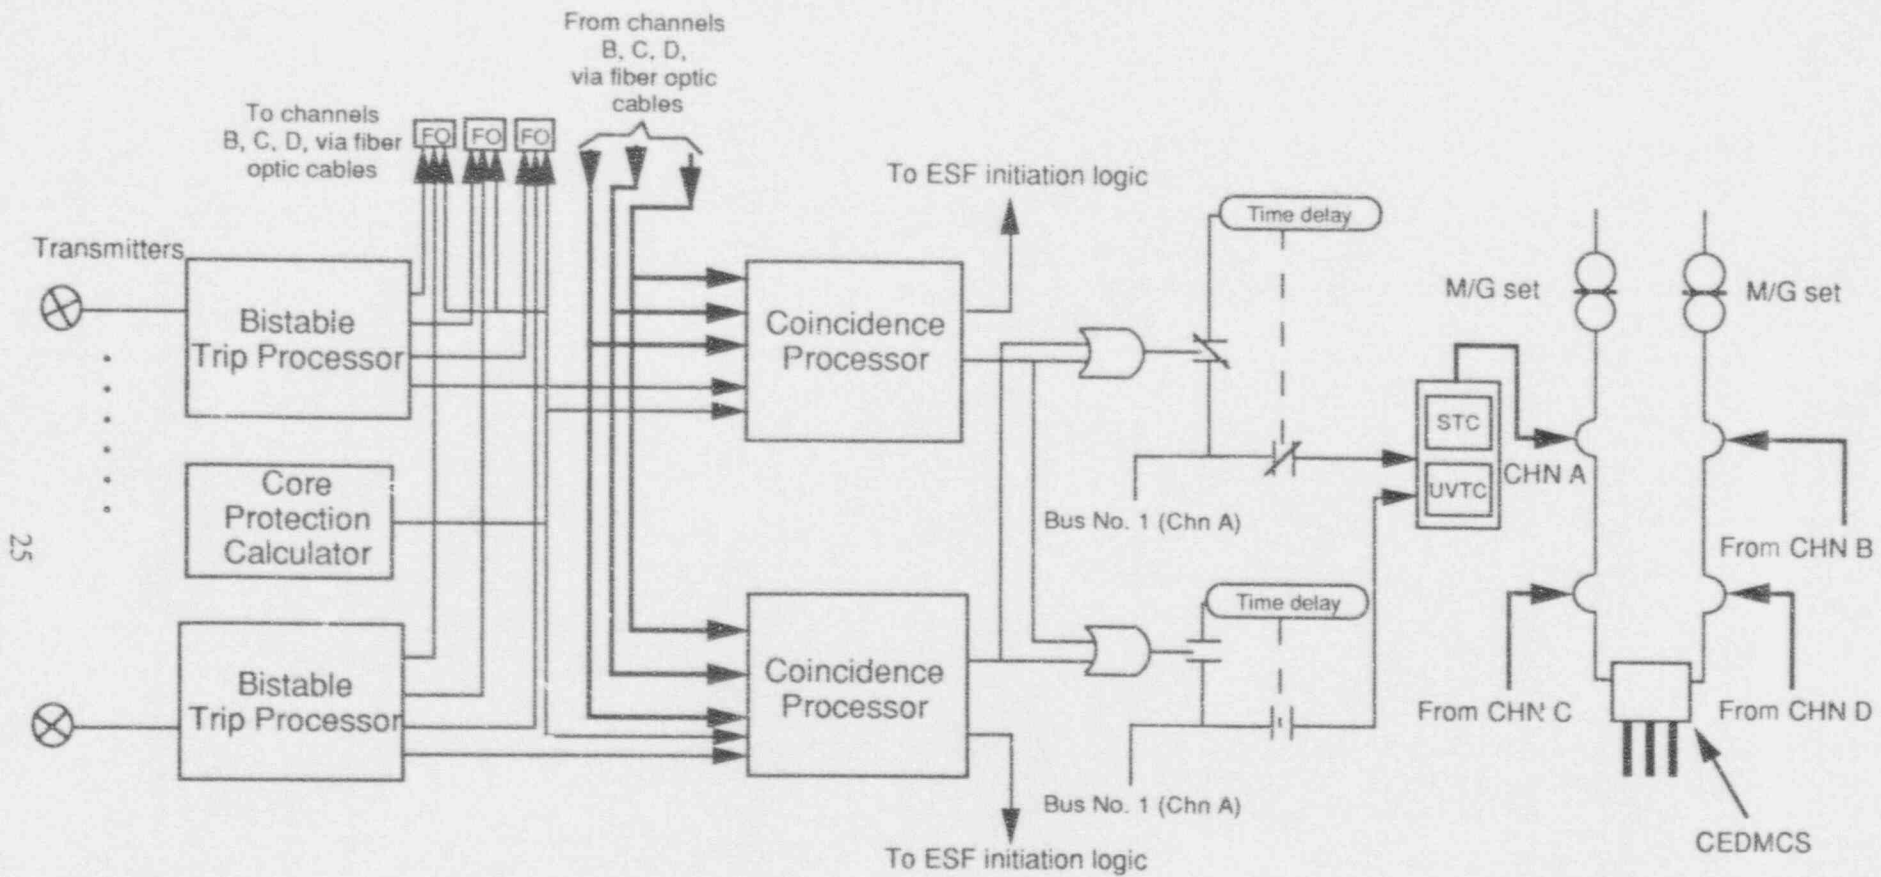 From channels
B, C, D,
via fiber optic
cables
To channels
B, C, D, via fiber
optic cables
FO
FO
FO
To ESF initiation logic
Time delay
Transmitters
M/G set
M/G set
Bistable
Trip Processor
Coincidence
Processor
STC
UVTC
CHN A
Core
Protection
Calculator
Bus No. 1 (Chn A)
From CHN B
25
Time delay
Bistable
Trip Processor
Coincidence
Processor
From CHN C
From CHN D
Bus No. 1 (Chn A)
CEDMCS
To ESF initiation logic